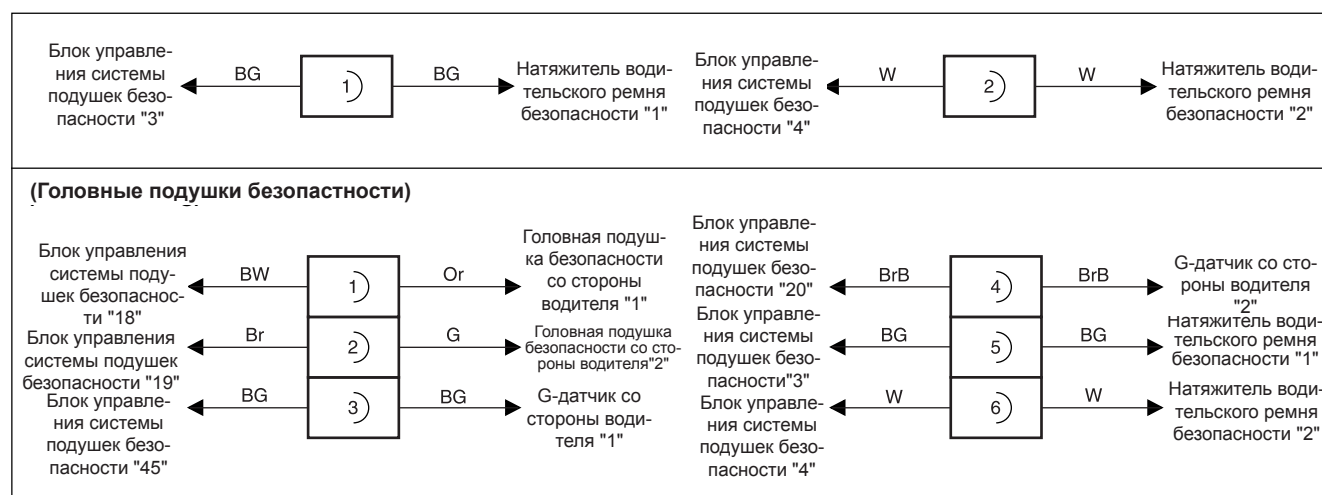 Блок управле-
ния системы
подушек безо-
пасности "3"
BG
1
BG
Натяжитель води-
тельского ремня
безопасности "1"
Блок управле-
ния системы
подушек безо-
пасности "4"
W
2
W
Натяжитель води-
тельского ремня
безопасности "2"
(Головные подушки безопастности)
Блок управления
системы поду-
шек безопаснос-
ти "18"
BW
1
Or
Головная подуш-
ка безопасности
со стороны
водителя "1"
Блок управления
системы подушек
безопасности "19"
Br
2
G
Головная подушка
безопасности со сто-
роны водителя"2"
Блок управле-
ния системы
подушек безо-
пасности "45"
BG
3
BG
G-датчик со
стороны води-
теля "1"
Блок управле-
ния системы
подушек безо-
пасности "20"
BrB
4
BrB
G-датчик со сто-
роны водителя
"2"
Блок управле-
ния системы
подушек безо-
пасности"3"
BG
5
BG
Натяжитель води-
тельского ремня
безопасности "1"
Блок управле-
ния системы
подушек безо-
пасности "4"
W
6
W
Натяжитель води-
тельского ремня
безопасности "2"